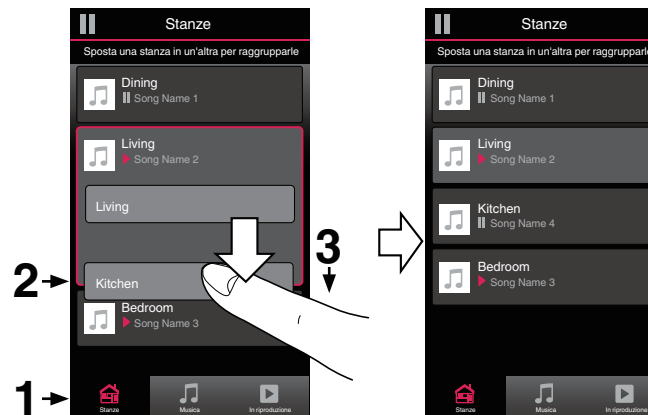 Stanze
Sposta una stanza in un'altra per raggrupparle
Dining
Song Name 1
Living
Song Name 2
Living
Kitchen
Bedroom
Song Name 3
Stanze
Musica
In riproduzione
1
2
3
Stanze
Sposta una stanza in un'altra per raggrupparle
Dining
Song Name 1
Living
Song Name 2
Kitchen
Song Name 4
Bedroom
Song Name 3
Stanze
Musica
In riproduzione